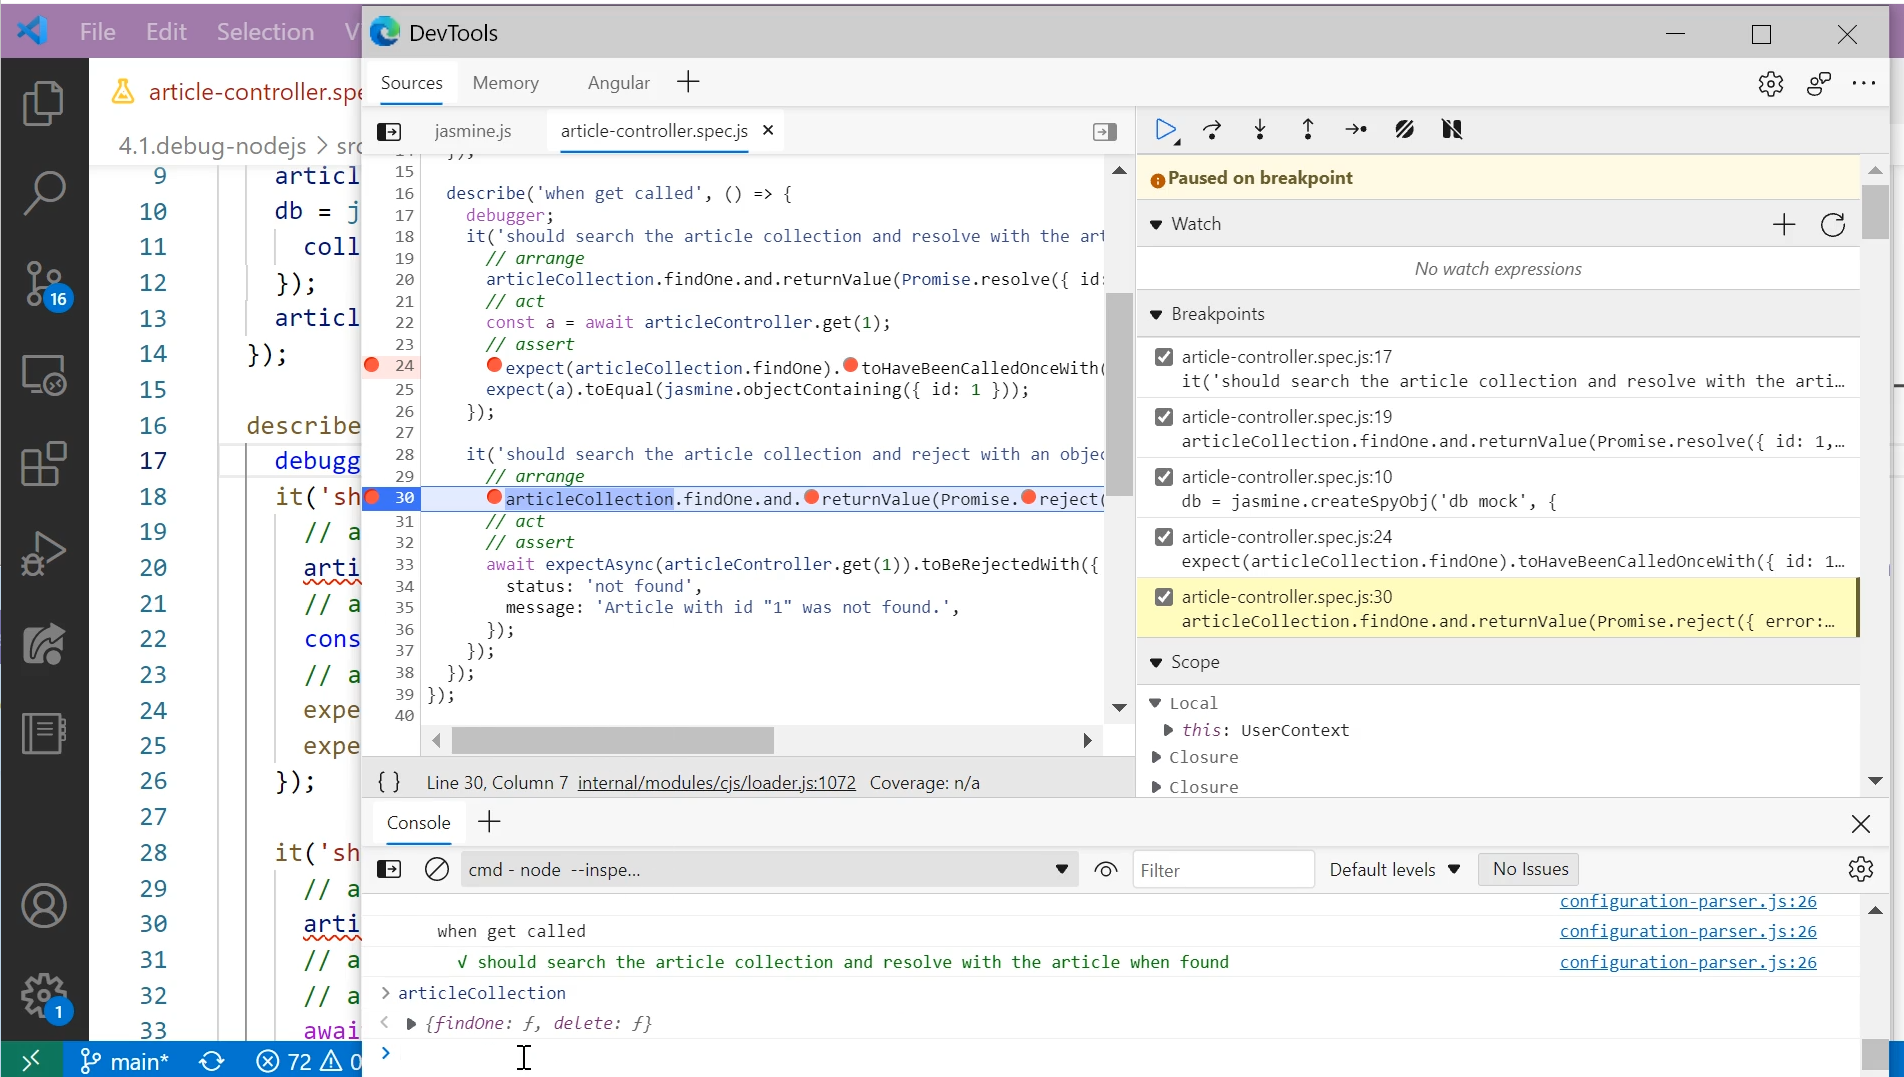 File Edit Selection V
article-controller.spe
4.1.debug-nodejs > src
9 articl
10 db = j
11 coll
12 });
13 articl
14 });
15
16 describe
17 debugg
18 it('sh
19 // a
20 arti
21 // a
22 cons
23 // a
24 expe
25 expe
26 });
27
28 it('sh
29 // a
30 arti
31 // a
32 // a
33 awai
16
1
main* 72 0
DevTools
Sources Memory Angular
jasmine.js article-controller.spec.js
15
16 describe('when get called', () => {
17 debugger;
18 it('should search the article collection and resolve with the art
19 // arrange
20 articleCollection.findOne.and.returnValue(Promise.resolve({ id:
21 // act
22 const a = await articleController.get(1);
23 // assert
24 expect(articleCollection.findOne).toHaveBeenCalledOnceWith(
25 expect(a).toEqual(jasmine.objectContaining({ id: 1 }));
26 });
27
28 it('should search the article collection and reject with an objec
29 // arrange
30 articleCollection.findOne.and.returnValue(Promise.reject(
31 // act
32 // assert
33 await expectAsync(articleController.get(1)).toBeRejectedWith({
34 status: 'not found',
35 message: 'Article with id "1" was not found.',
36 });
37 });
38 });
39 });
40
{ } Line 30, Column 7 internal/modules/cjs/loader.js:1072 Coverage: n/a
Paused on breakpoint
Watch
No watch expressions
Breakpoints
article-controller.spec.js:17
it('should search the article collection and resolve with the arti…
article-controller.spec.js:19
articleCollection.findOne.and.returnValue(Promise.resolve({ id: 1,…
article-controller.spec.js:10
db = jasmine.createSpyObj('db mock', {
article-controller.spec.js:24
expect(articleCollection.findOne).toHaveBeenCalledOnceWith({ id: 1…
article-controller.spec.js:30
articleCollection.findOne.and.returnValue(Promise.reject({ error:…
Scope
Local
this: UserContext
Closure
Closure
Console
cmd - node --inspe... Filter Default levels No Issues
configuration-parser.js:26
when get called configuration-parser.js:26
√ should search the article collection and resolve with the article when found configuration-parser.js:26
> articleCollection
{findOne: ƒ, delete: ƒ}